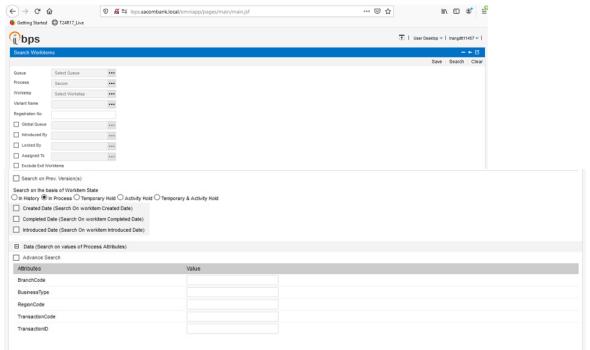 bps.sacombank.local/omniapp/pages/main/main.jsf
Getting Started T24R17_Live
ibps
User Desktop
Search Workitems
Save Search Clear
Queue Select Queue
Process Sacom
Workstep Select Workstep
Variant Name
Registration No
Global Queue
Introduced By
Locked By
Assigned To
Exclude Exit Workitems
Search on Prev. Version(s)
Search on the basis of Workitem State
In History In Process Temporary Hold Activity Hold Temporary & Activity Hold
Created Date (Search On workitem Created Date)
Completed Date (Search On workitem Completed Date)
Introduced Date (Search On workitem Introduced Date)
Data (Search on values of Process Attributes)
Advance Search
Attributes Value
BranchCode
BusinessType
RegionCode
TransactionCode
TransactionID